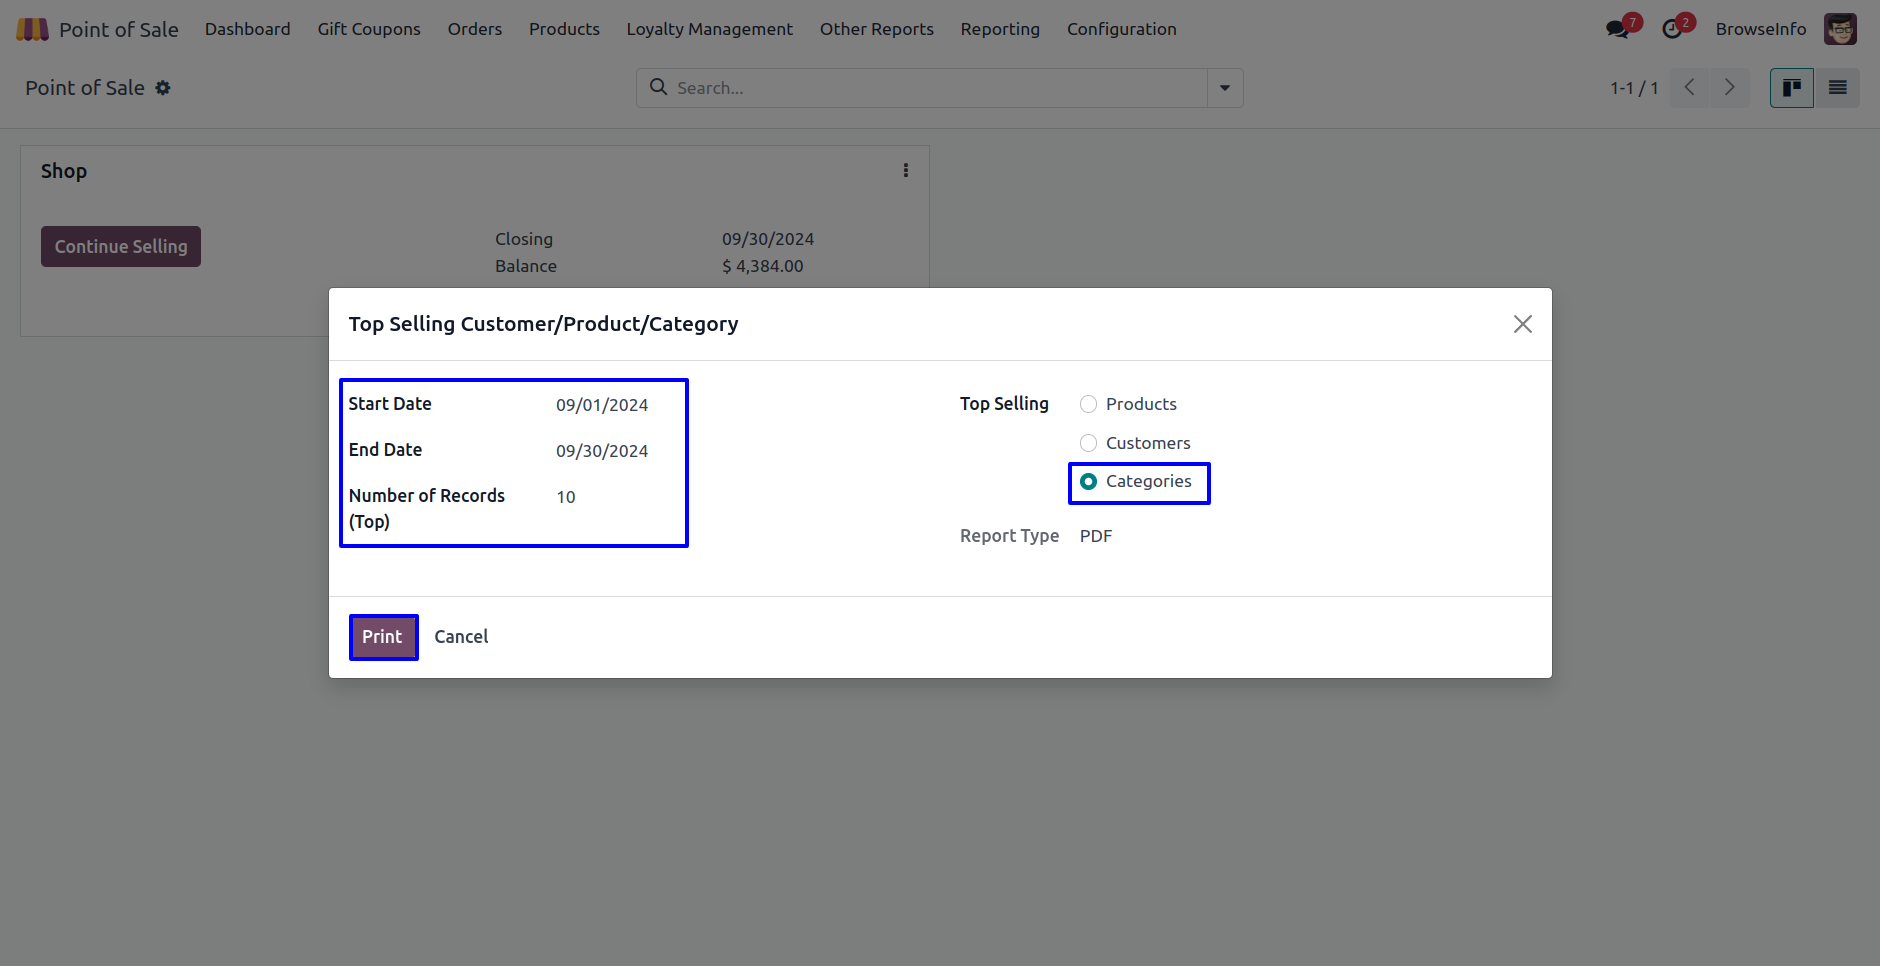 Point of Sale Dashboard Gift Coupons Orders Products Loyalty Management Other Reports Reporting Configuration 7 2 BrowseInfo
Point of Sale Search... 1-1 / 1
Shop
Continue Selling
Closing 09/30/2024
Balance $ 4,384.00
Top Selling Customer/Product/Category
Start Date 09/01/2024
End Date 09/30/2024
Number of Records (Top) 10
Top Selling Products
Customers
Categories
Report Type PDF
Print Cancel